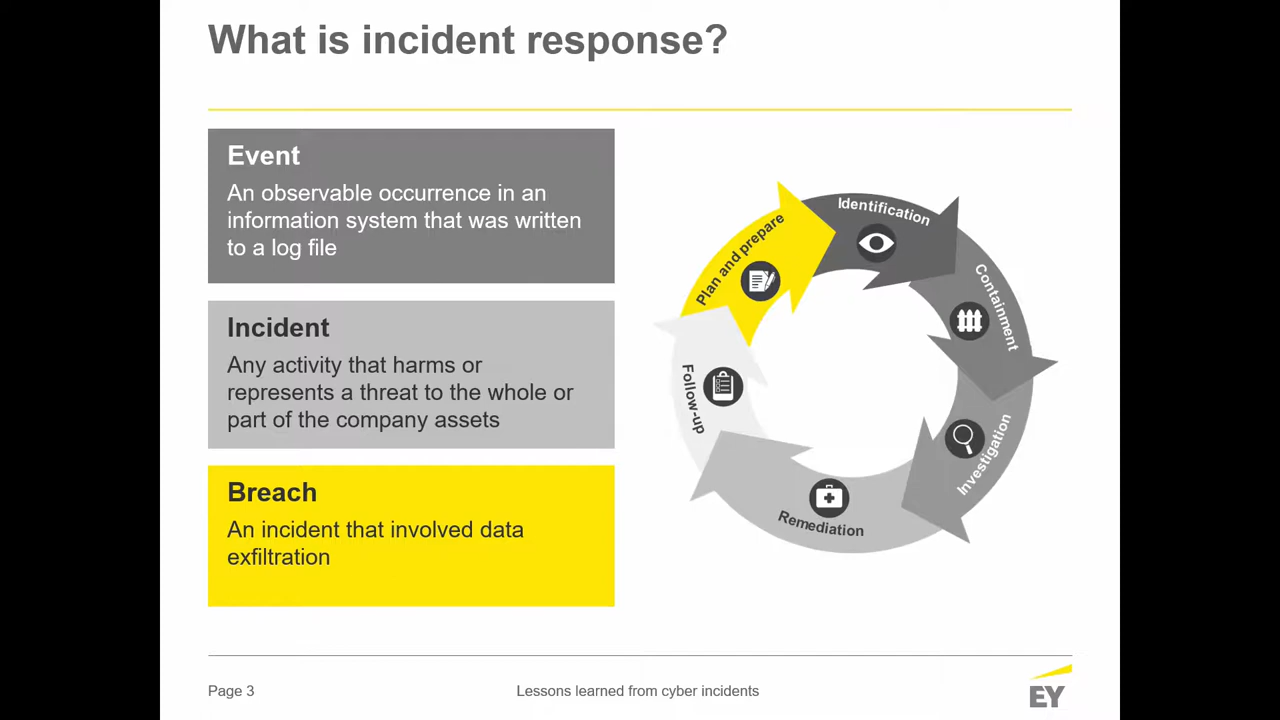 What is incident response?
Event
An observable occurrence in an
information system that was written
to a log file
Incident
Any activity that harms or
represents a threat to the whole or
part of the company assets
Breach
An incident that involved data
exfiltration
Plan and prepare
Identification
Containment
Investigation
Remediation
Follow-up
Page 3
Lessons learned from cyber incidents
EY